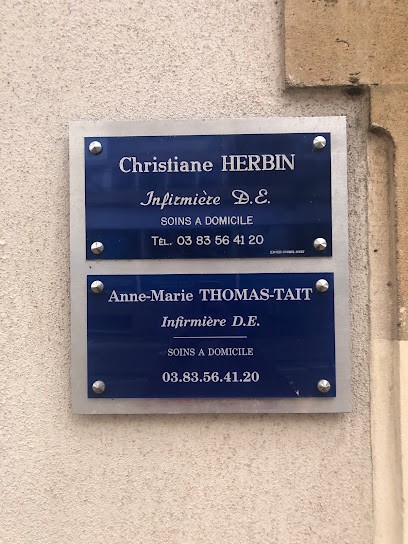 Christiane HERBIN
Infirmière D.E.
SOINS A DOMICILE
TEL. 03 83 56 41 20
Anne-Marie THOMAS-TAIT
Infirmière D.E.
SOINS A DOMICILE
03.83.56.41.20